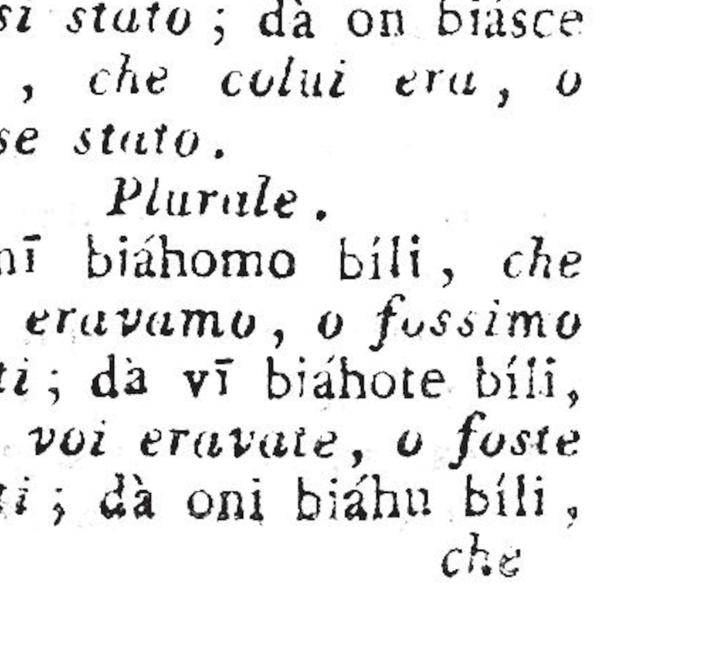 si stato ; dà on biásce
, che colui era , o
se stato .
Plurale .
nī biáhomo bíli , che
eravamo , o fossimo
ti ; dà vī biáhote bíli ,
voi eravate , o foste
ti ; dà oni biáhu bíli ,
che